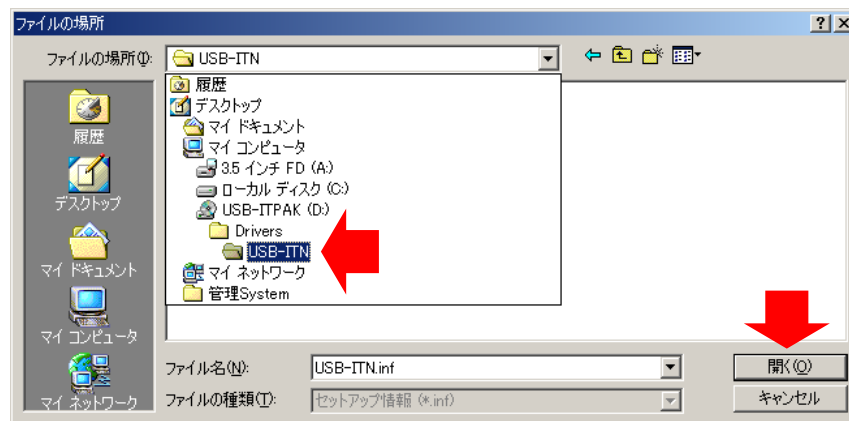 ファイルの場所
ファイルの場所(I):
USB-ITN
履歴
デスクトップ
マイ ドキュメント
マイ コンピュータ
3.5 インチ FD (A:)
ローカル ディスク (C:)
USB-ITPAK (D:)
Drivers
USB-ITN
マイ ネットワーク
管理System
履歴
デスクトップ
マイ ドキュメント
マイ コンピュータ
マイ ネットワーク
ファイル名(N):
USB-ITN.inf
開く(O)
ファイルの種類(T):
セットアップ情報 (*.inf)
キャンセル